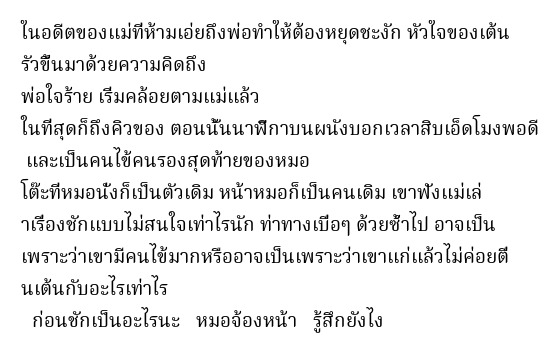 ในอดีตของแม่ที่ห้ามเอ่ยถึงพ่อทำให้ต้องหยุดชะงัก หัวใจของเต้น
รัวขึ้นมาด้วยความคิดถึง
พ่อใจร้าย เริ่มคล้อยตามแม่แล้ว
ในที่สุดก็ถึงคิวของ ตอนนั้นนาฬิกาบนผนังบอกเวลาสิบเอ็ดโมงพอดี
และเป็นคนไข้คนรองสุดท้ายของหมอ
โต๊ะที่หมอนั่งก็เป็นตัวเดิม หน้าหมอก็เป็นคนเดิม เขาฟังแม่เล่
าเรื่องชักแบบไม่สนใจเท่าไรนัก ท่าทางเบื่อๆ ด้วยซ้ำไป อาจเป็น
เพราะว่าเขามีคนไข้มากหรืออาจเป็นเพราะว่าเขาแก่แล้วไม่ค่อยตื่
นเต้นกับอะไรเท่าไร
ก่อนชักเป็นอะไรนะ หมอจ้องหน้า รู้สึกยังไง